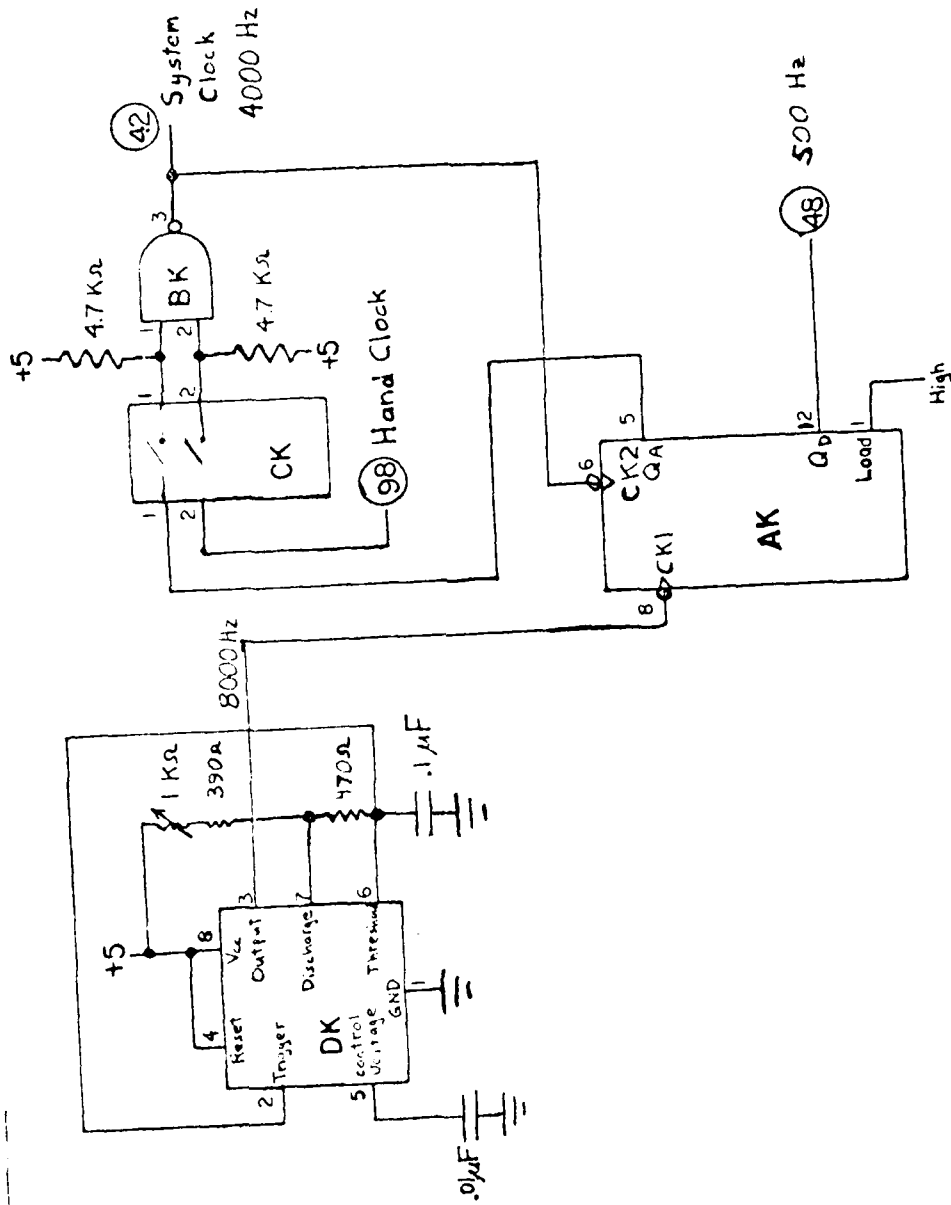 +5
4
8
Reset
Vcc
2
Trigger
Output
3
DK
Discharge
7
5
Control
Voltage
GND
1
6
.01µF
1 KΩ
390Ω
470Ω
.1 µF
8000 Hz
8
CK1
6
CK2
QA
5
AK
QD
12
Load
1
High
48
500 Hz
1
2
CK
1
2
98
Hand Clock
+5
4.7 KΩ
1
2
BK
3
4.7 KΩ
+5
42
System
Clock
4000 Hz